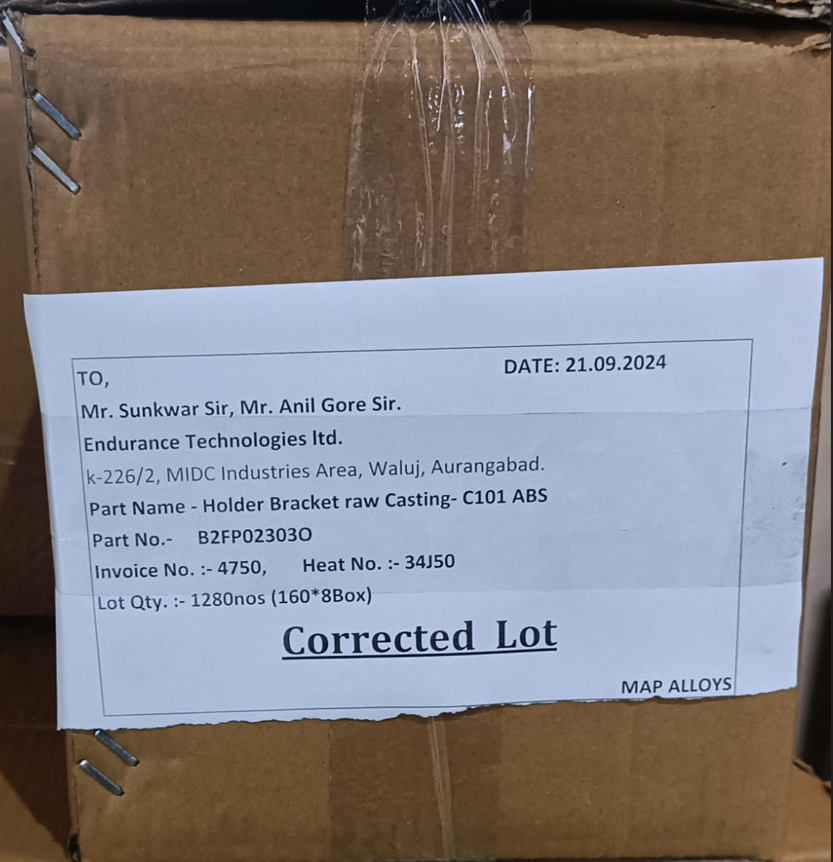 TO,
DATE: 21.09.2024
Mr. Sunkwar Sir, Mr. Anil Gore Sir.
Endurance Technologies ltd.
k-226/2, MIDC Industries Area, Waluj, Aurangabad.
Part Name - Holder Bracket raw Casting- C101 ABS
Part No.- B2FP02303O
Invoice No. :- 4750, Heat No. :- 34J50
Lot Qty. :- 1280nos (160*8Box)
Corrected Lot
MAP ALLOYS